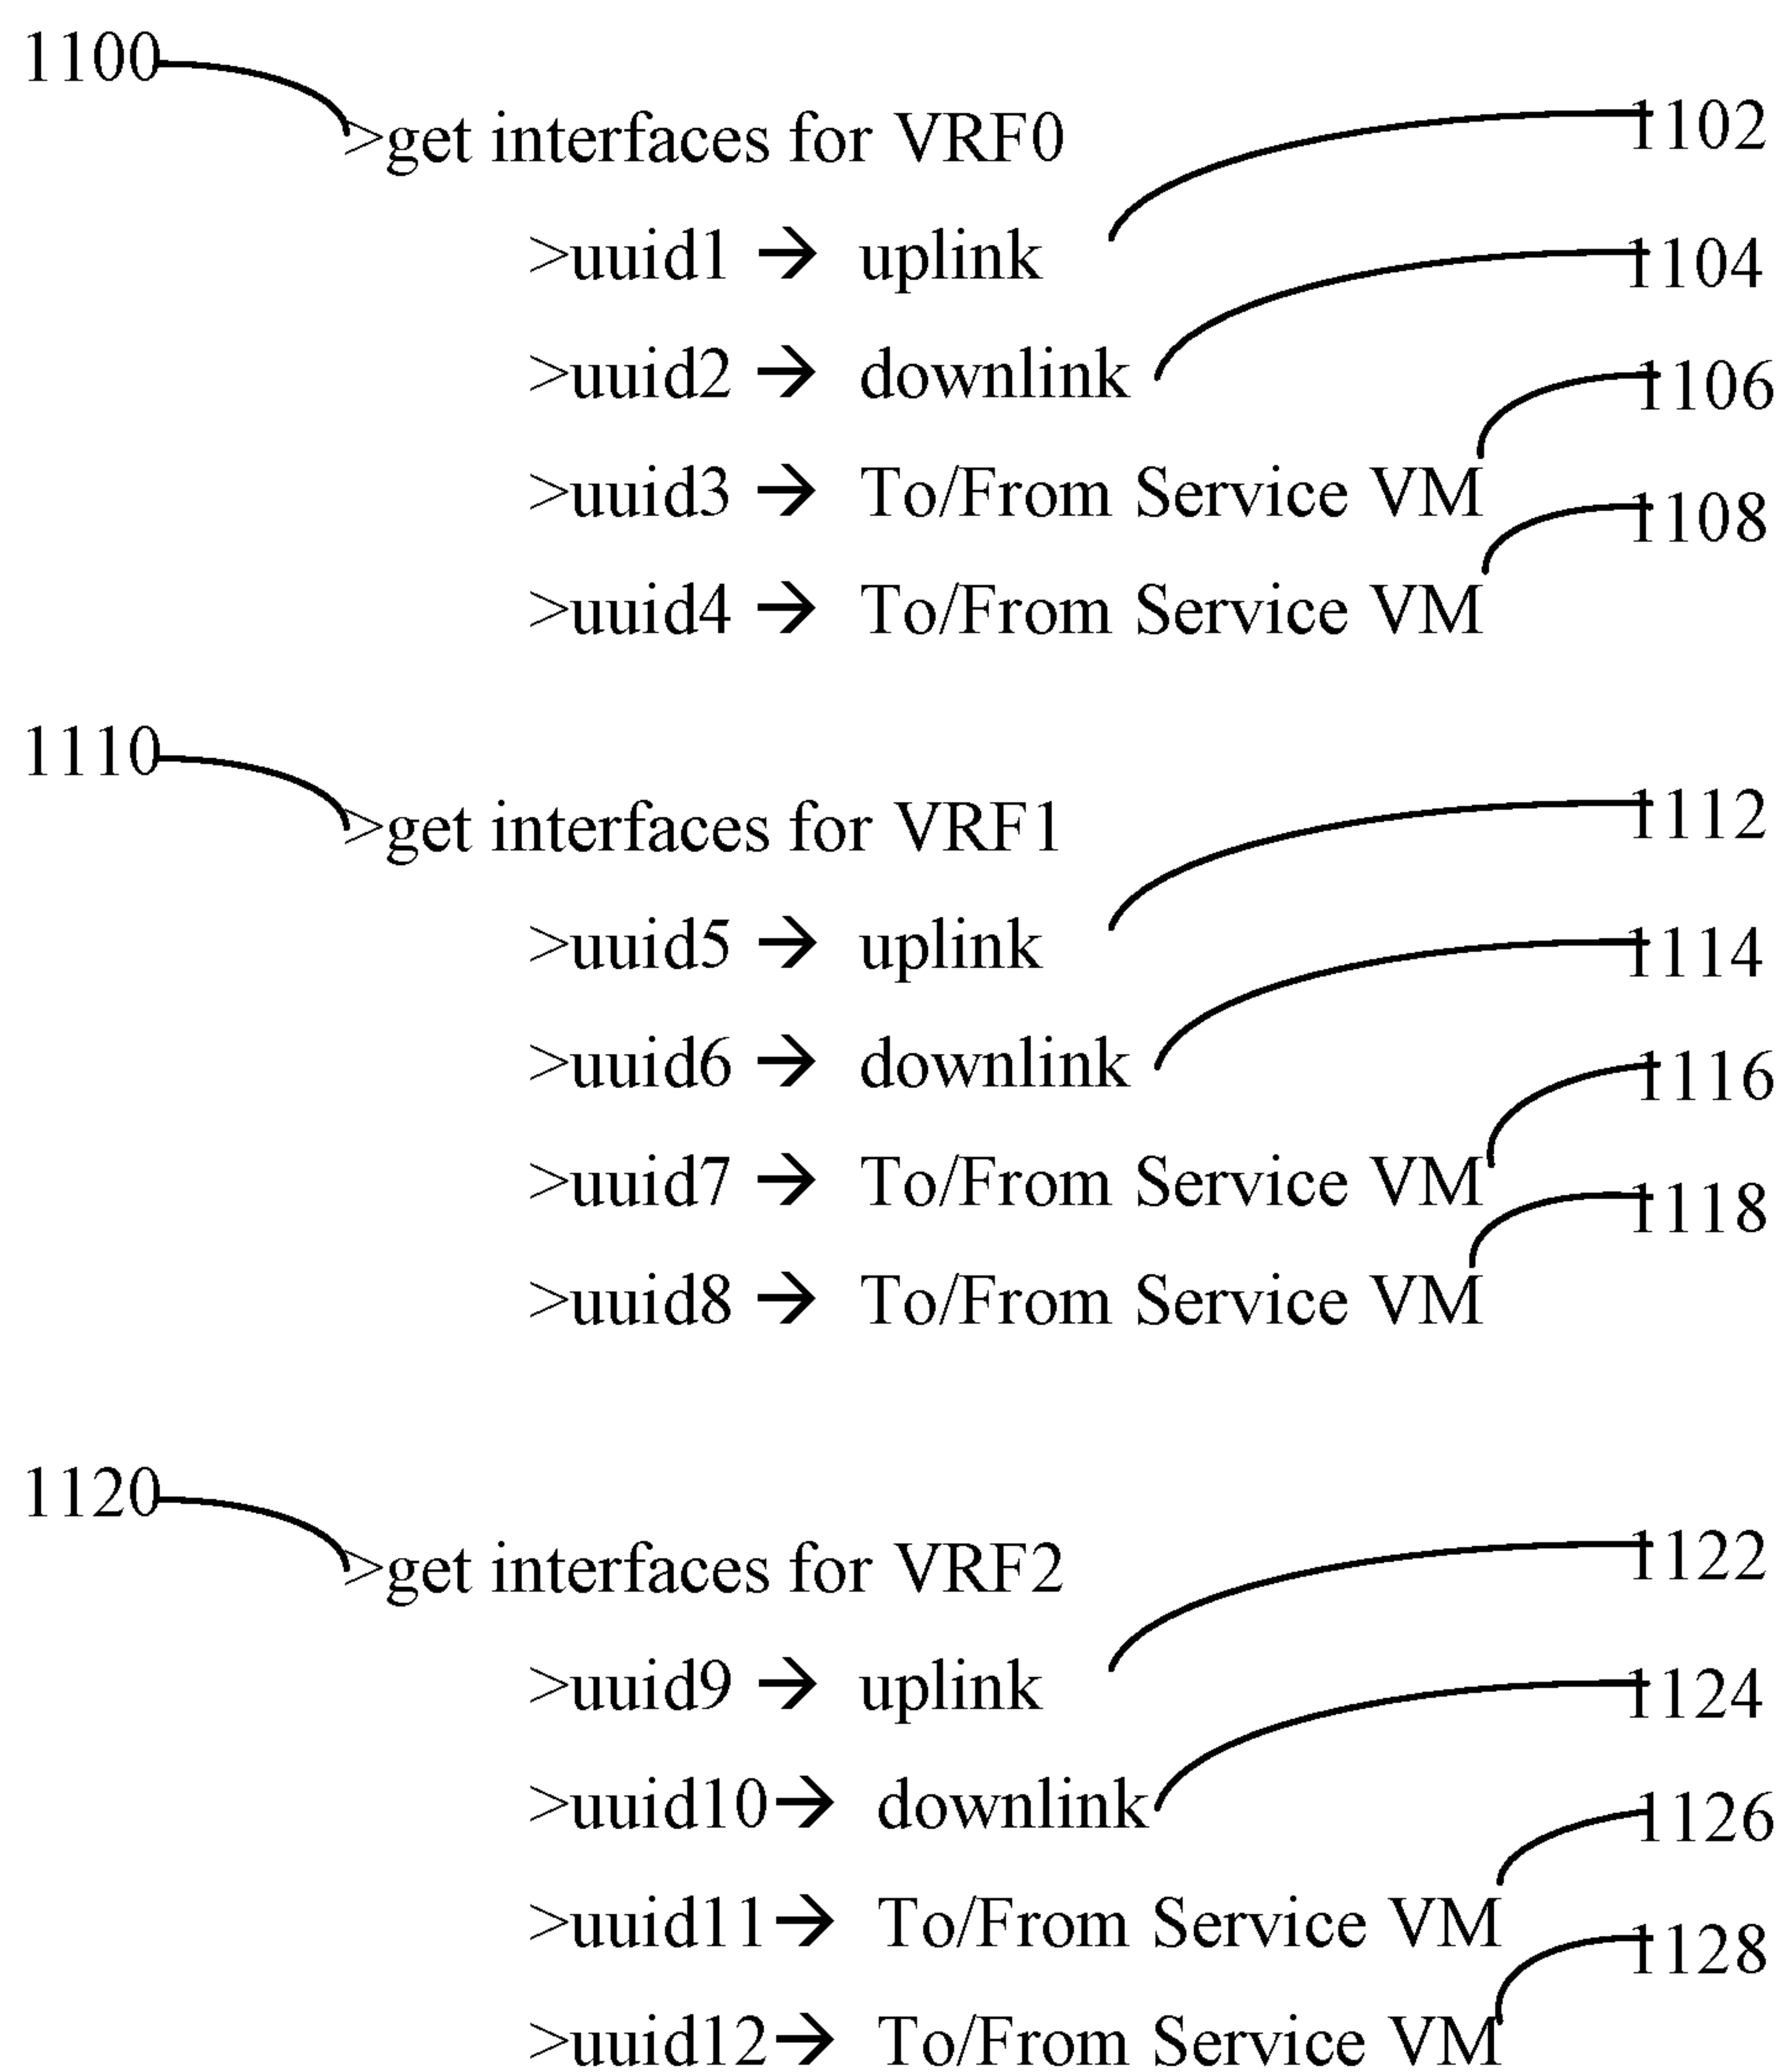 1100
>get interfaces for VRF0
1102
>uuid1 → uplink
1104
>uuid2 → downlink
1106
>uuid3 → To/From Service VM
1108
>uuid4 → To/From Service VM
1110
>get interfaces for VRF1
1112
>uuid5 → uplink
1114
>uuid6 → downlink
1116
>uuid7 → To/From Service VM
1118
>uuid8 → To/From Service VM
1120
>get interfaces for VRF2
1122
>uuid9 → uplink
1124
>uuid10→ downlink
1126
>uuid11→ To/From Service VM
1128
>uuid12→ To/From Service VM